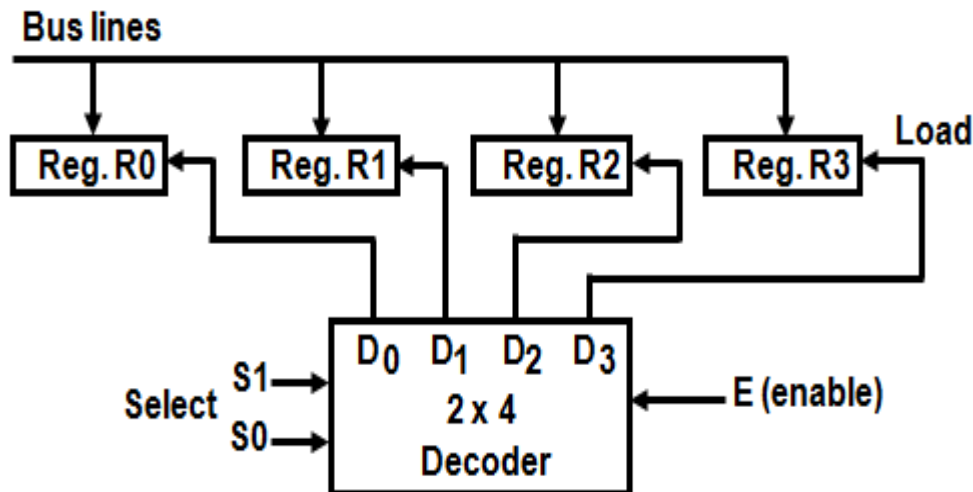 Bus lines
Load
Reg. R0 Reg. R1 Reg. R2 Reg. R3
D0 D1 D2 D3
S1
Select
S0
2 x 4
Decoder
E (enable)